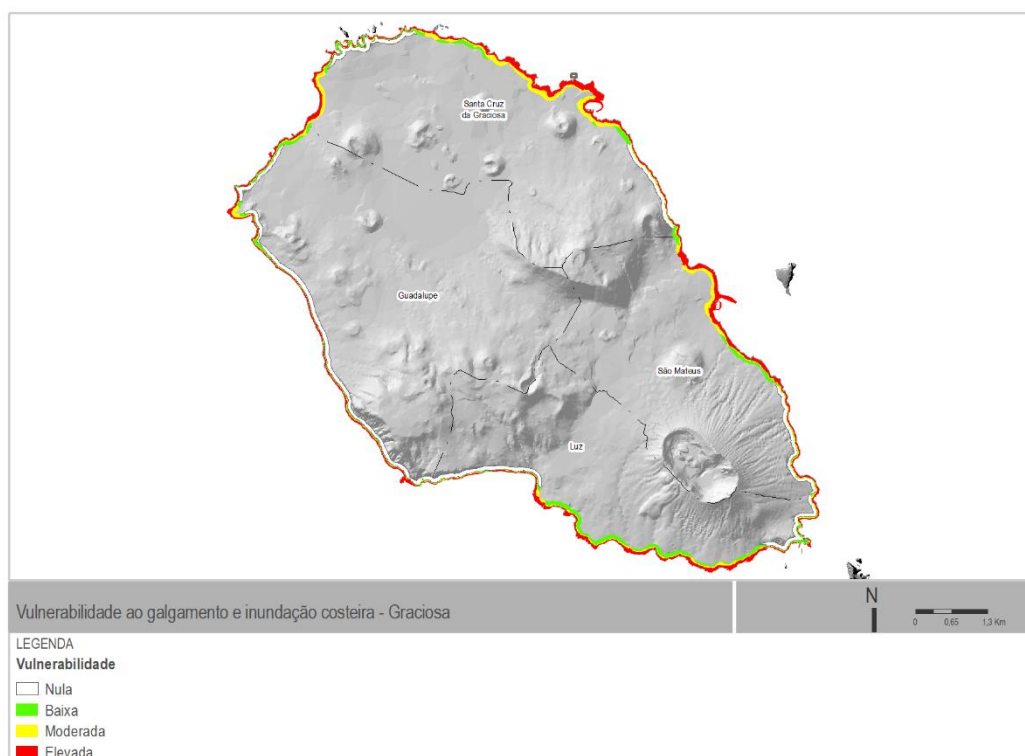 Santa Cruz
da Graciosa
Guadalupe
São Mateus
Luz
Vulnerabilidade ao galgamento e inundação costeira - Graciosa
N
0 0,65 1,3 Km
LEGENDA
Vulnerabilidade
Nula
Baixa
Moderada
Elevada